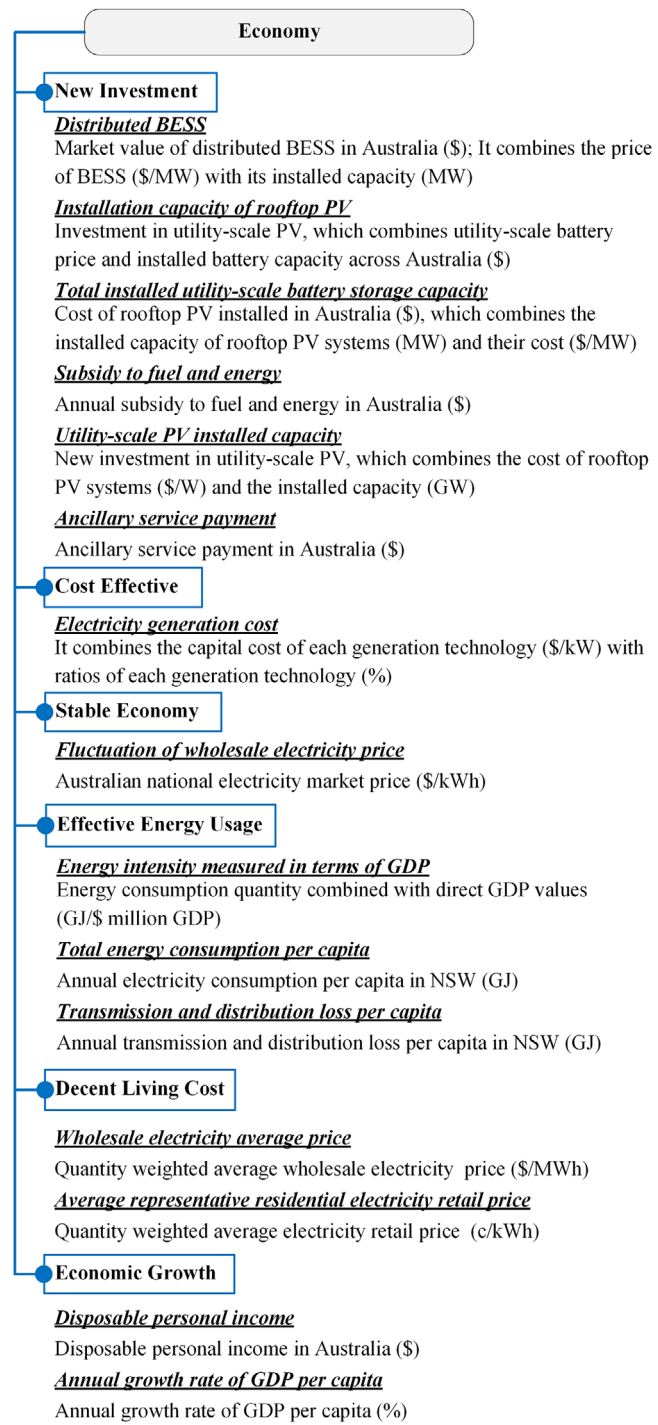 Economy
New Investment
Distributed BESS
Market value of distributed BESS in Australia ($); It combines the price
of BESS ($/MW) with its installed capacity (MW)
Installation capacity of rooftop PV
Investment in utility-scale PV, which combines utility-scale battery
price and installed battery capacity across Australia ($)
Total installed utility-scale battery storage capacity
Cost of rooftop PV installed in Australia ($), which combines the
installed capacity of rooftop PV systems (MW) and their cost ($/MW)
Subsidy to fuel and energy
Annual subsidy to fuel and energy in Australia ($)
Utility-scale PV installed capacity
New investment in utility-scale PV, which combines the cost of rooftop
PV systems ($/W) and the installed capacity (GW)
Ancillary service payment
Ancillary service payment in Australia ($)
Cost Effective
Electricity generation cost
It combines the capital cost of each generation technology ($/kW) with
ratios of each generation technology (%)
Stable Economy
Fluctuation of wholesale electricity price
Australian national electricity market price ($/kWh)
Effective Energy Usage
Energy intensity measured in terms of GDP
Energy consumption quantity combined with direct GDP values
(GJ/$ million GDP)
Total energy consumption per capita
Annual electricity consumption per capita in NSW (GJ)
Transmission and distribution loss per capita
Annual transmission and distribution loss per capita in NSW (GJ)
Decent Living Cost
Wholesale electricity average price
Quantity weighted average wholesale electricity price ($/MWh)
Average representative residential electricity retail price
Quantity weighted average electricity retail price (c/kWh)
Economic Growth
Disposable personal income
Disposable personal income in Australia ($)
Annual growth rate of GDP per capita
Annual growth rate of GDP per capita (%)